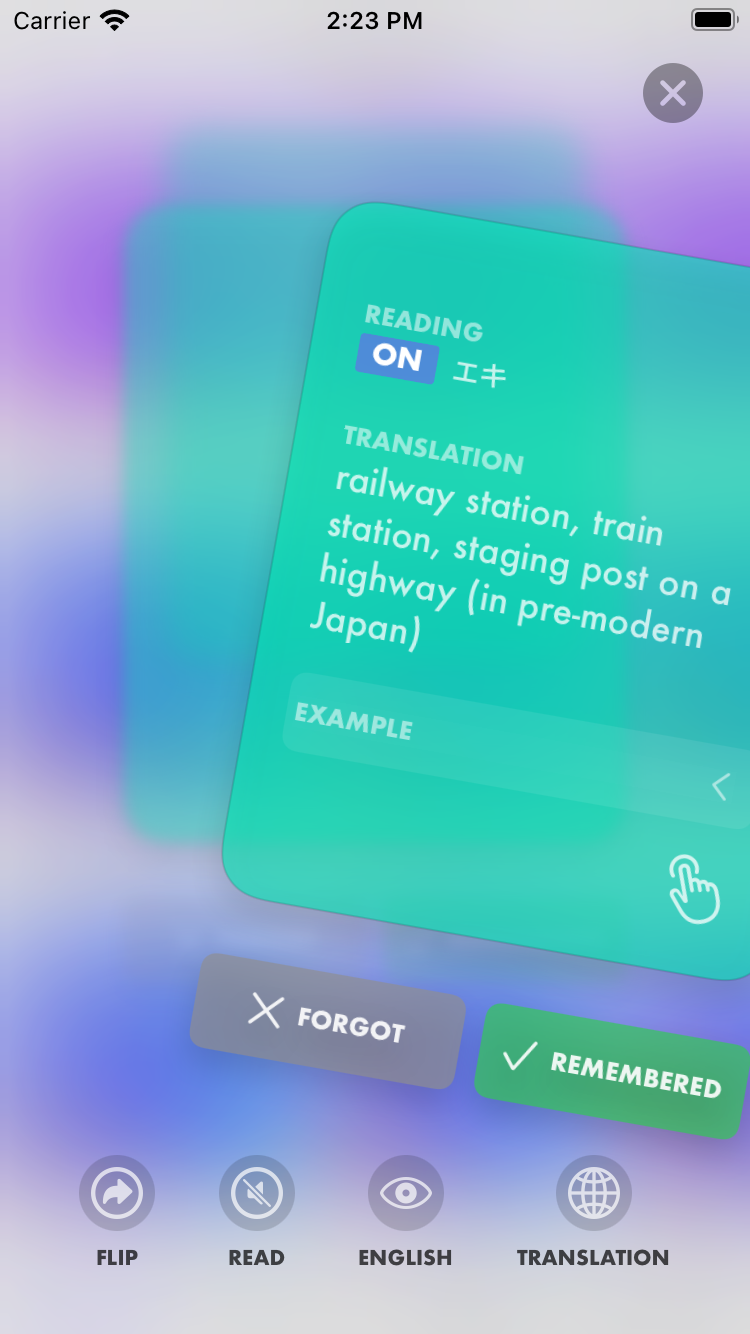 Carrier 2:23 PM
READING
ON エキ
TRANSLATION
railway station, train
station, staging post on a
highway (in pre-modern
Japan)
EXAMPLE
FORGOT
REMEMBERED
FLIP READ ENGLISH TRANSLATION